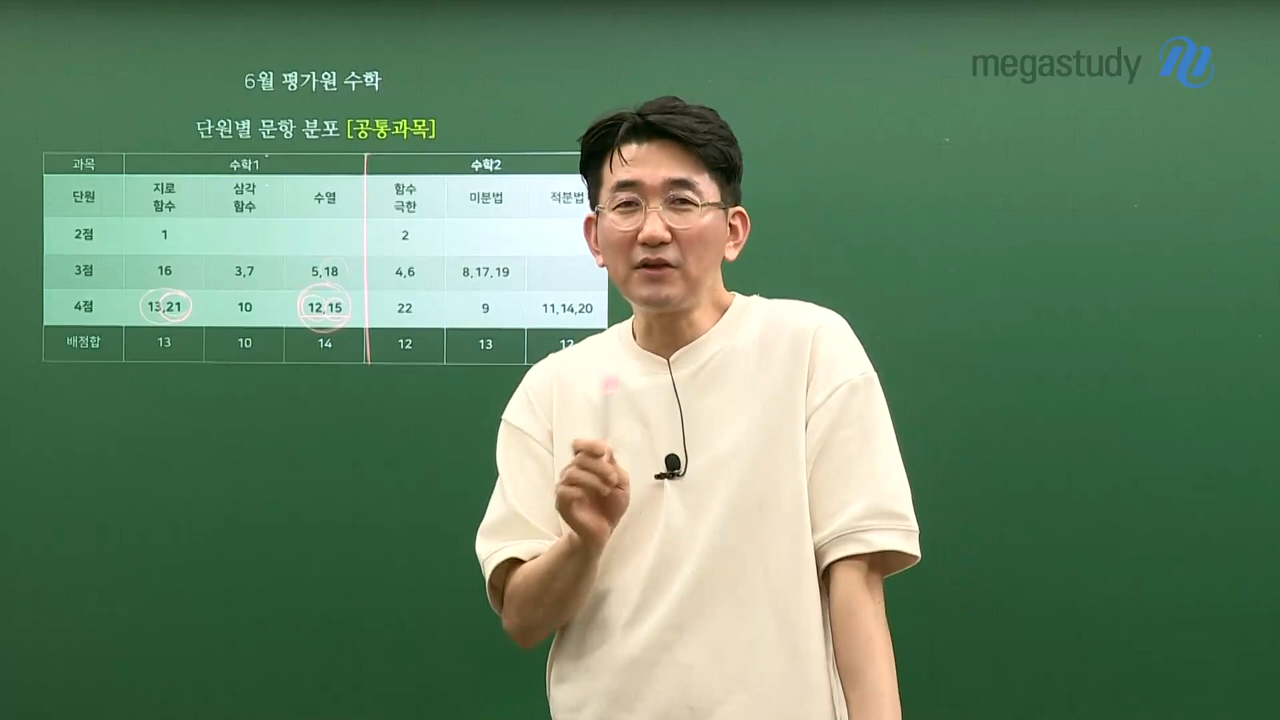 megastudy
6월 평가원 수학
단원별 문항 분포 [공통과목]
과목 수학1 수학2
단원 지로 함수 삼각 함수 수열 함수 극한 미분법 적분법
2점 1 2
3점 16 3,7 5,18 4,6 8,17,19
4점 13,21 10 12,15 22 9 11,14,20
배점합 13 10 14 12 13 12